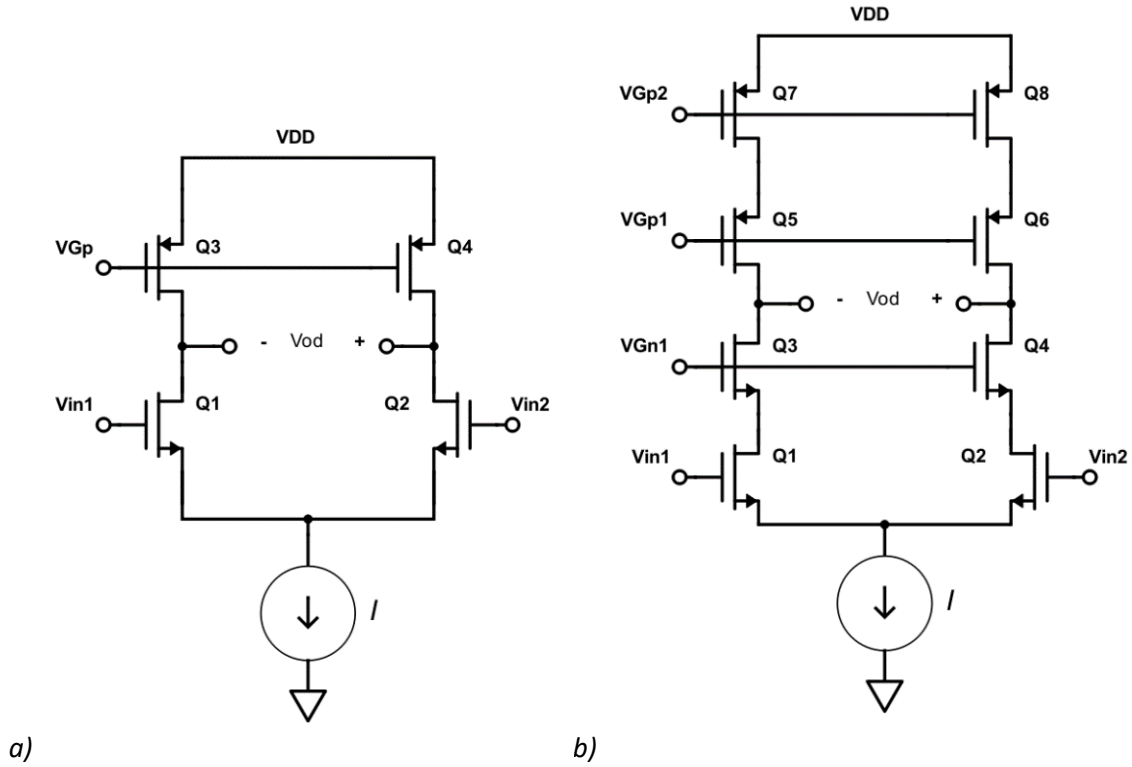 VDD
VGp
Q3
Q4
- Vod +
Vin1
Q1
Q2
Vin2
I
a)
VDD
VGp2
Q7
Q8
VGp1
Q5
Q6
- Vod +
VGn1
Q3
Q4
Vin1
Q1
Q2
Vin2
I
b)